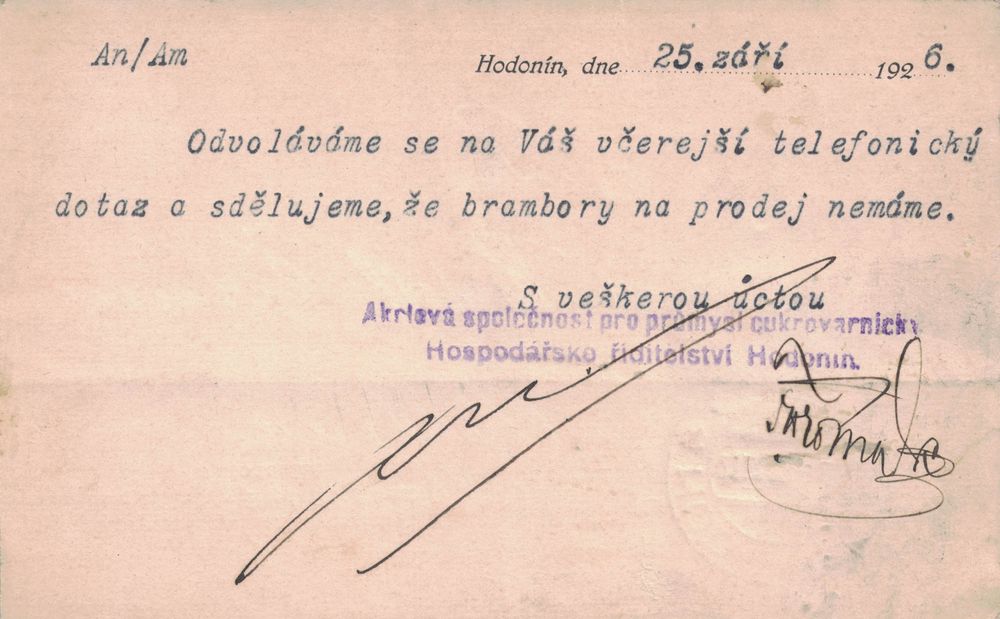 An/Am
Hodonín, dne 25. září 1926.
Odvoláváme se na Váš včerejší telefonický
dotaz a sdělujeme, že brambory na prodej nemáme.
S veškerou úctou
Akciová společnost pro průmysl cukrovarnický
Hospodářsko ředitelství Hodonín.